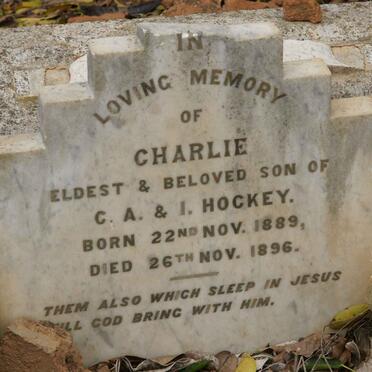 IN
LOVING MEMORY
OF
CHARLIE
ELDEST & BELOVED SON OF
C. A. & I. HOCKEY.
BORN 22ND NOV. 1889,
DIED 26TH NOV. 1896.
THEM ALSO WHICH SLEEP IN JESUS
WILL GOD BRING WITH HIM.